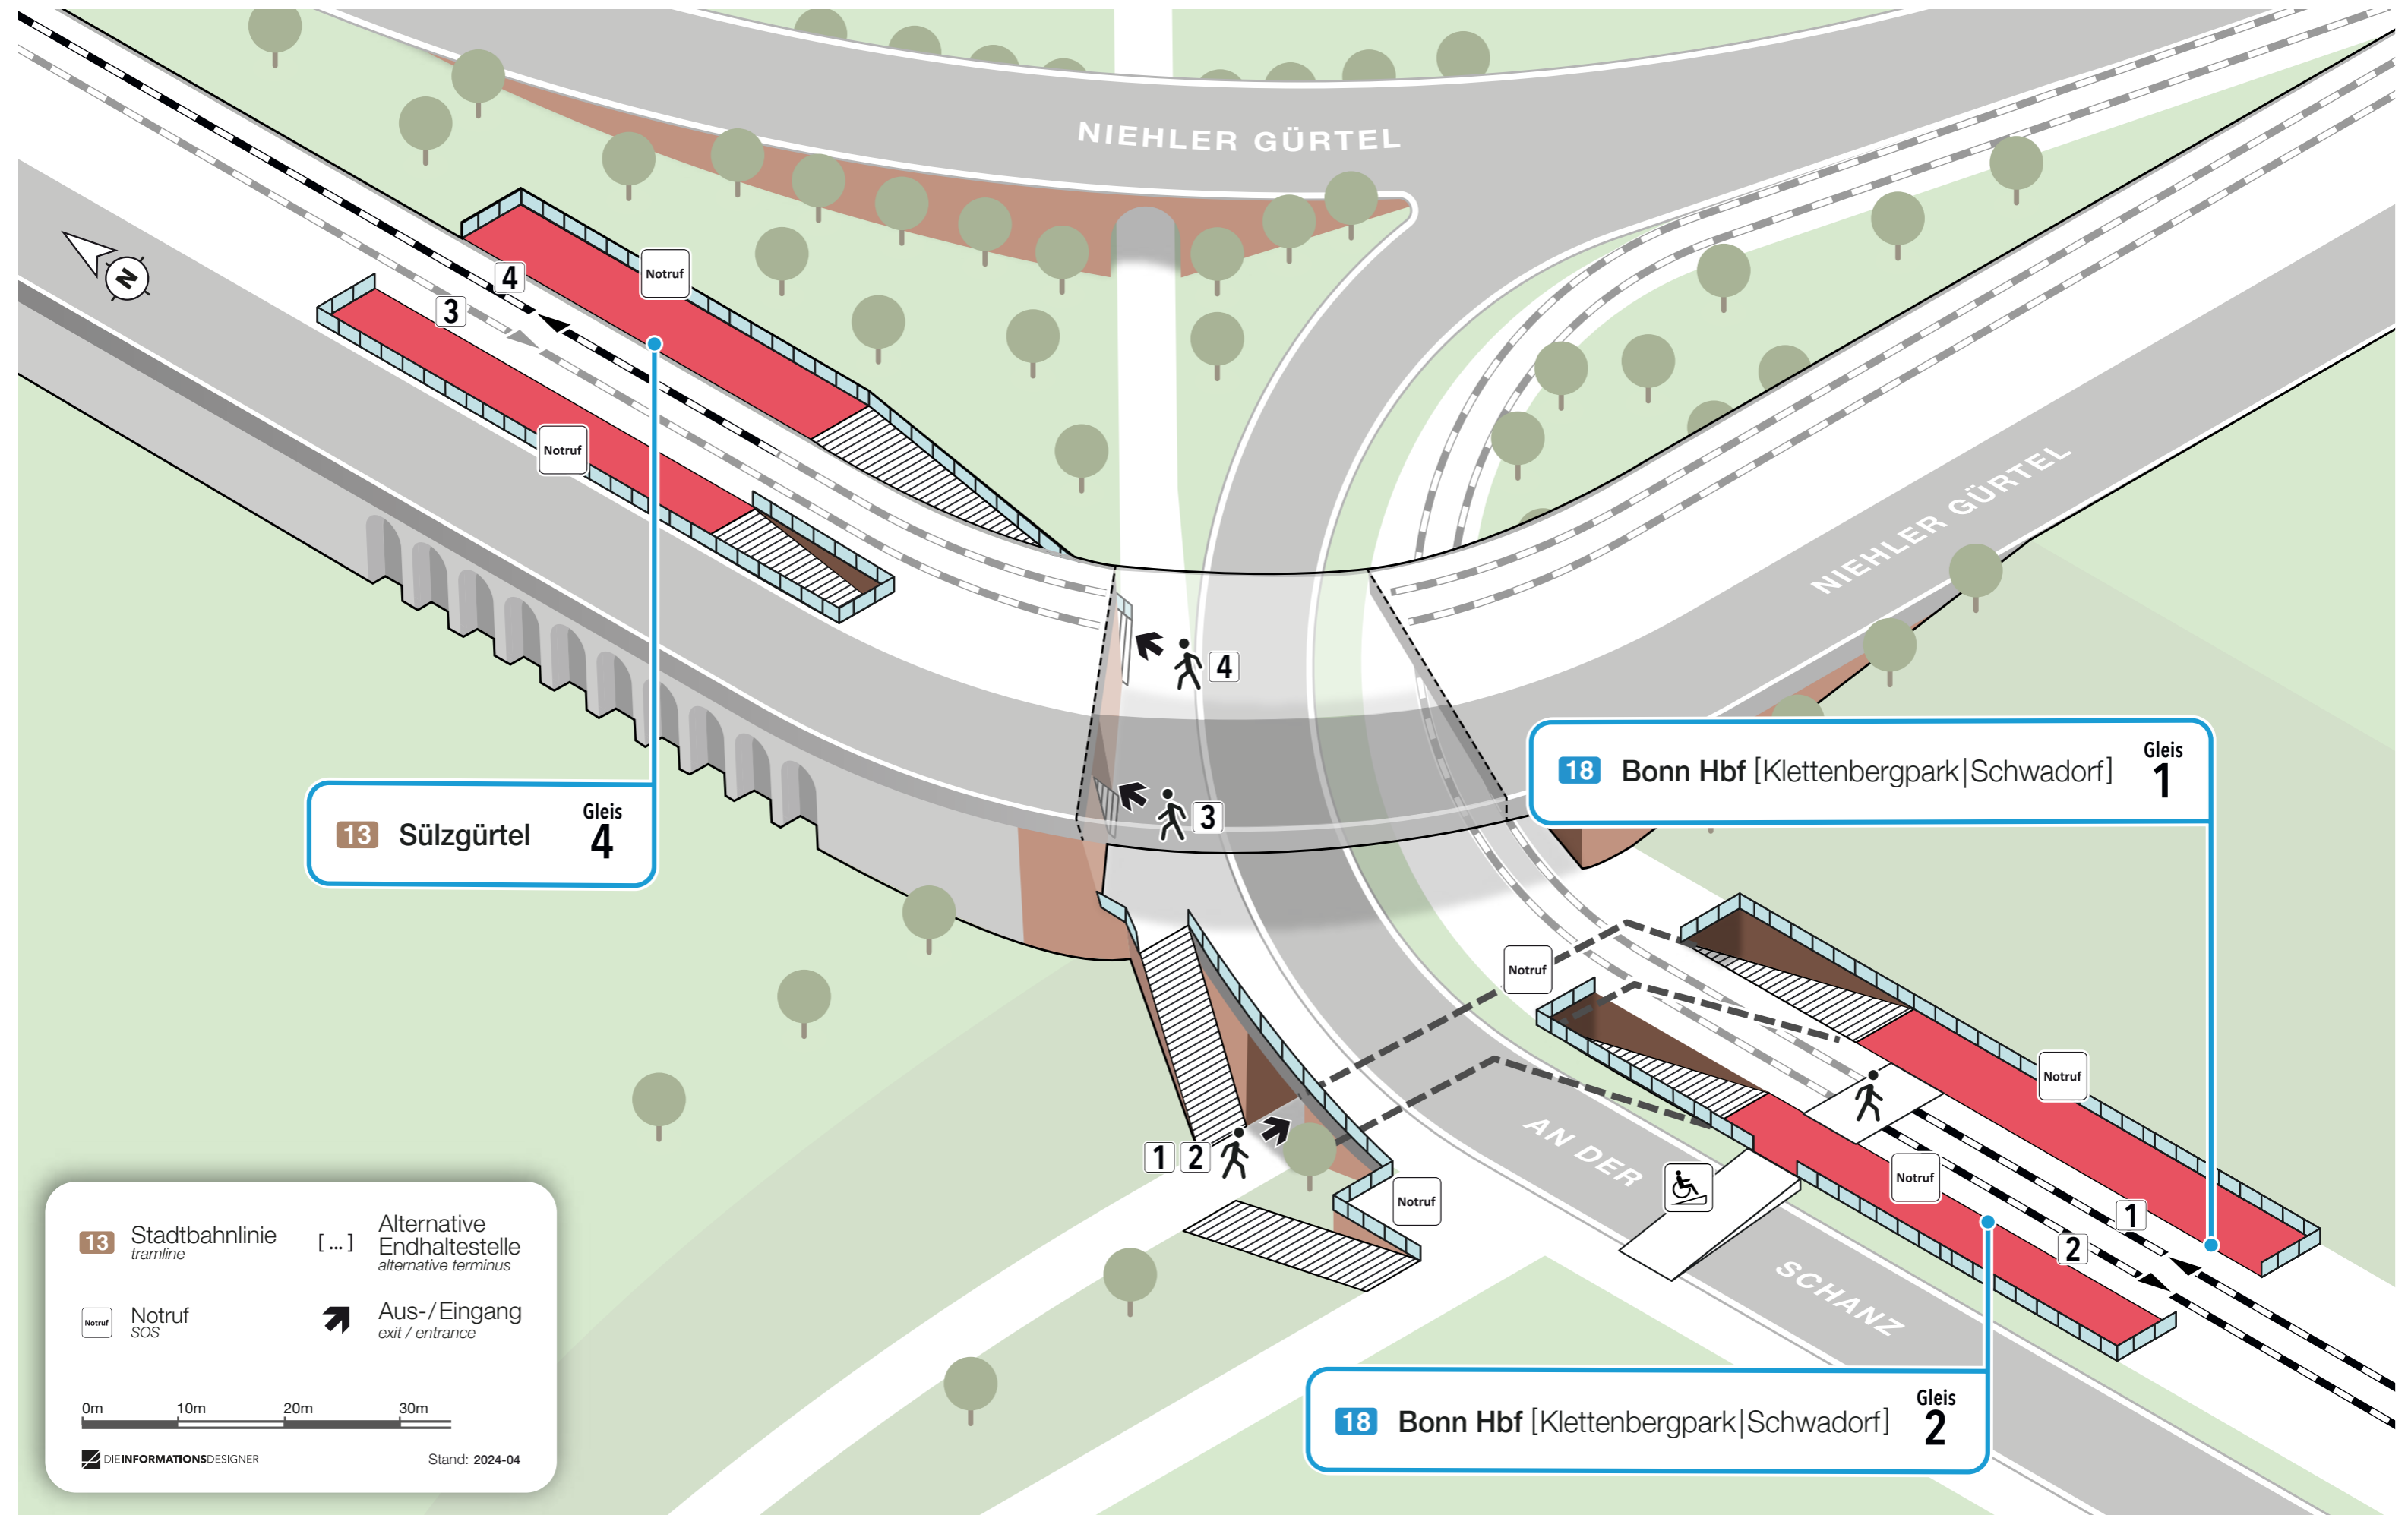 NIEHLER GÜRTEL
N
4
3
Notruf
Notruf
NIEHLER GÜRTEL
4
3
18 Bonn Hbf [Klettenbergpark|Schwadorf] Gleis 1
13 Sülzgürtel Gleis 4
Notruf
Notruf
1 2
Notruf
Notruf
AN DER
SCHANZ
1
2
18 Bonn Hbf [Klettenbergpark|Schwadorf] Gleis 2
13 Stadtbahnlinie
tramline
[ ... ] Alternative
Endhaltestelle
alternative terminus
Notruf Notruf
SOS
Aus-/Eingang
exit / entrance
0m 10m 20m 30m
DIEINFORMATIONSDESIGNER
Stand: 2024-04